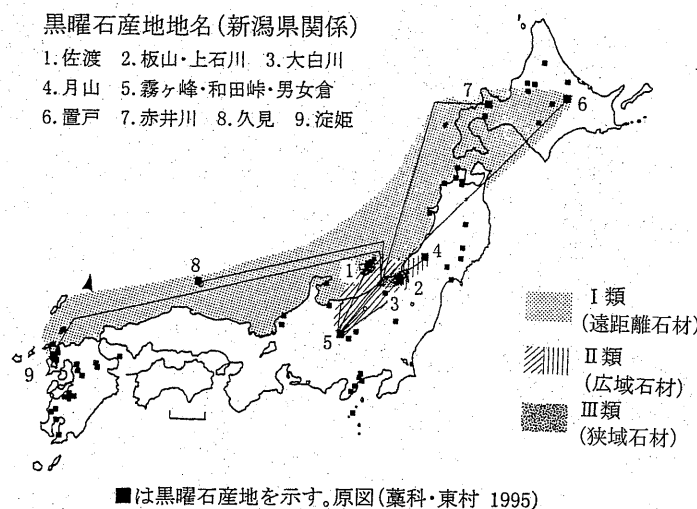 黒曜石産地地名(新潟県関係)
1.佐渡 2.板山・上石川 3.大白川
4.月山 5.霧ヶ峰・和田峠・男女倉
6.置戸 7.赤井川 8.久見 9.淀姫
7
6
8
1
4
2
3
5
9
I類
(遠距離石材)
II類
(広域石材)
III類
(狭域石材)
■は黒曜石産地を示す。原図(藁科・東村 1995)